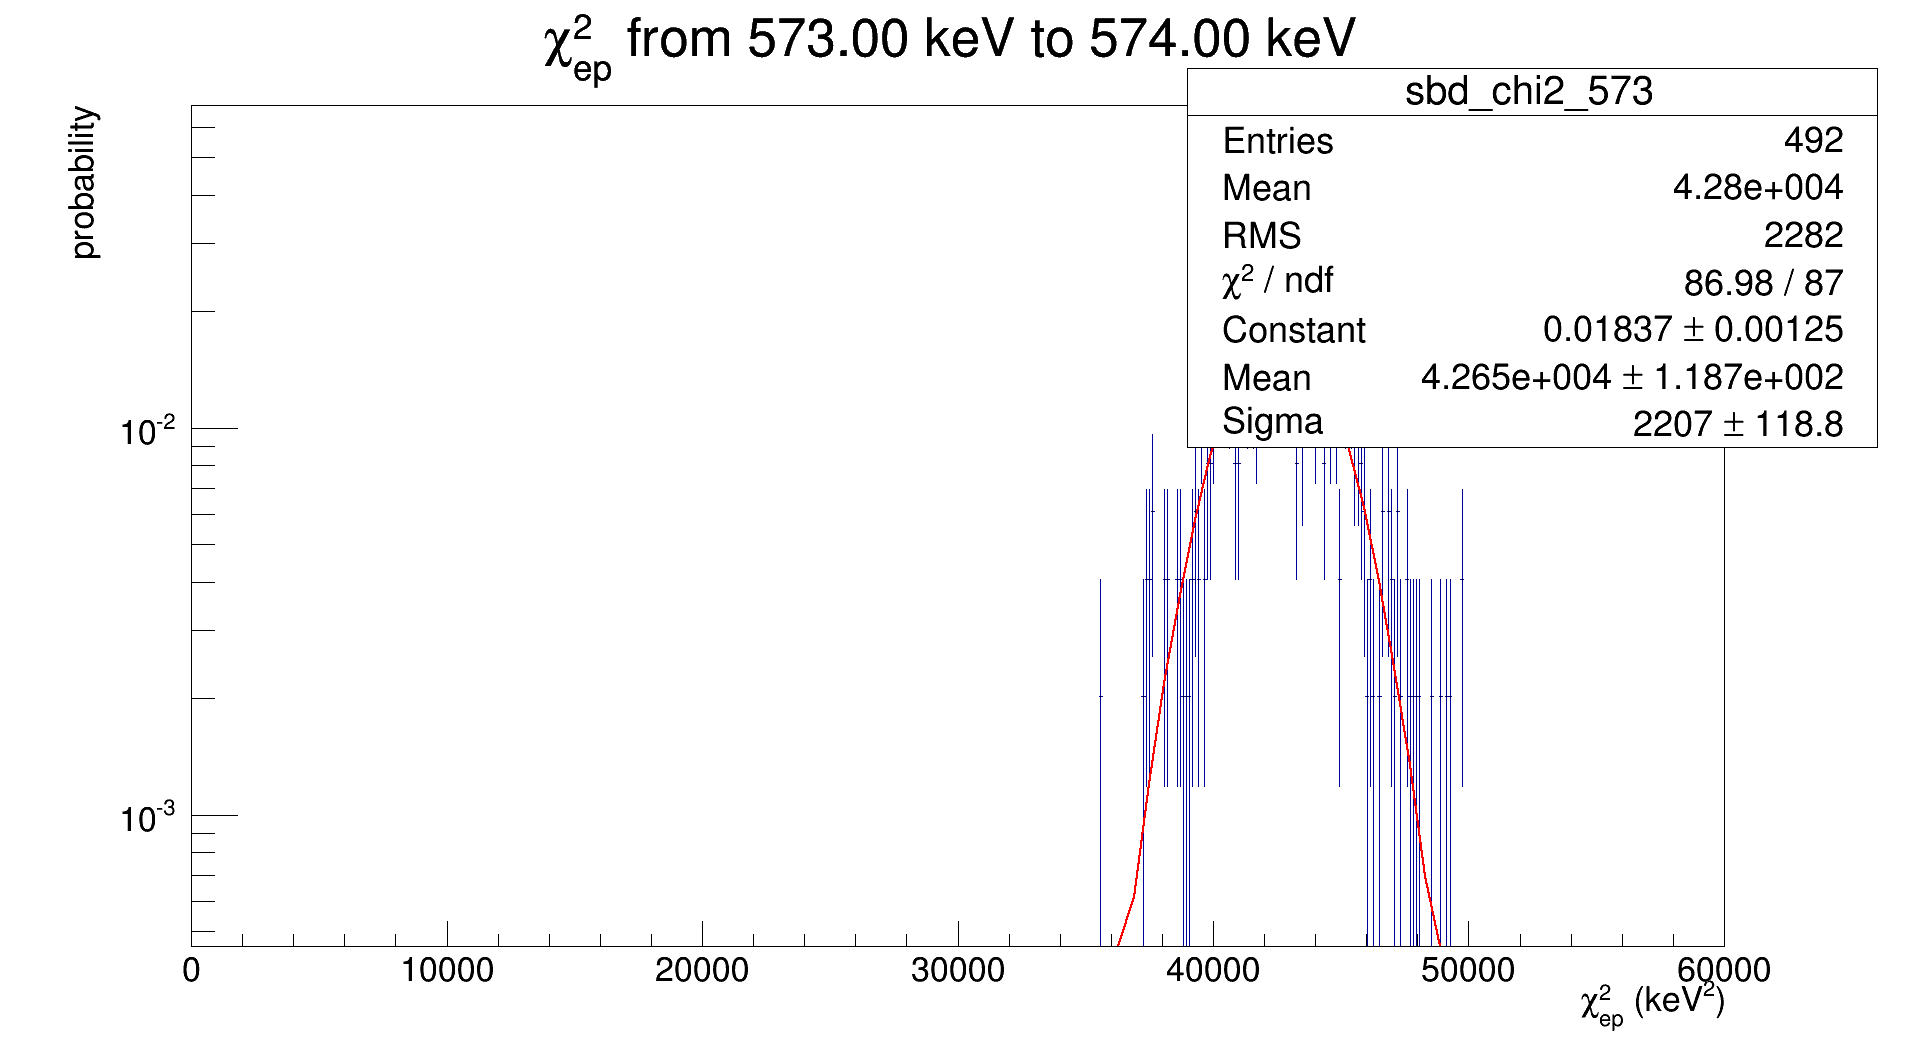 χ²ep from 573.00 keV to 574.00 keV
probability
sbd_chi2_573
Entries 492
Mean 4.28e+004
RMS 2282
χ² / ndf 86.98 / 87
Constant 0.01837 ± 0.00125
Mean 4.265e+004 ± 1.187e+002
Sigma 2207 ± 118.8
10⁻²
10⁻³
0 10000 20000 30000 40000 50000 60000
χ²ep (keV²)